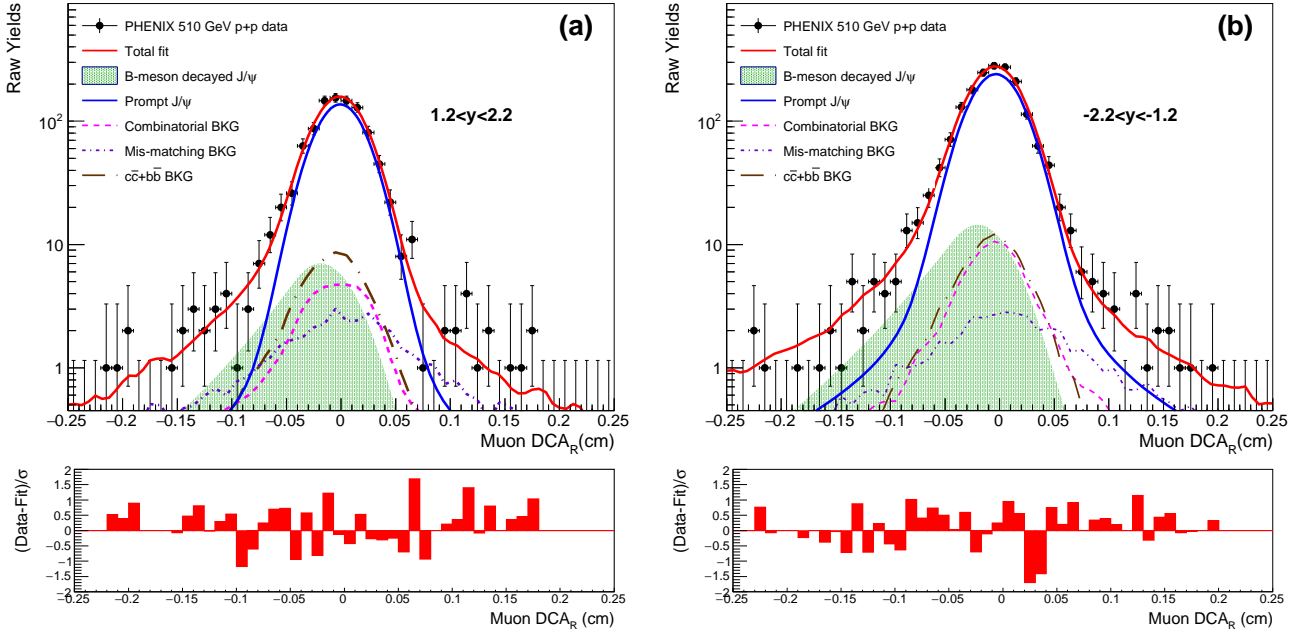 (a)
Raw Yields
PHENIX 510 GeV p+p data
Total fit
B-meson decayed J/ψ
Prompt J/ψ
Combinatorial BKG
Mis-matching BKG
cc̄+bb̄ BKG
1.2<y<2.2
10²
10
1
−0.25 −0.2 −0.15 −0.1 −0.05 0 0.05 0.1 0.15 0.2 0.25
Muon DCA_R(cm)
(Data-Fit)/σ
2
1.5
1
0.5
0
−0.5
−1
−1.5
−2
−0.25 −0.2 −0.15 −0.1 −0.05 0 0.05 0.1 0.15 0.2 0.25
Muon DCA_R (cm)
(b)
Raw Yields
PHENIX 510 GeV p+p data
Total fit
B-meson decayed J/ψ
Prompt J/ψ
Combinatorial BKG
Mis-matching BKG
cc̄+bb̄ BKG
-2.2<y<-1.2
10²
10
1
−0.25 −0.2 −0.15 −0.1 −0.05 0 0.05 0.1 0.15 0.2 0.25
Muon DCA_R(cm)
(Data-Fit)/σ
2
1.5
1
0.5
0
−0.5
−1
−1.5
−2
−0.25 −0.2 −0.15 −0.1 −0.05 0 0.05 0.1 0.15 0.2 0.25
Muon DCA_R (cm)